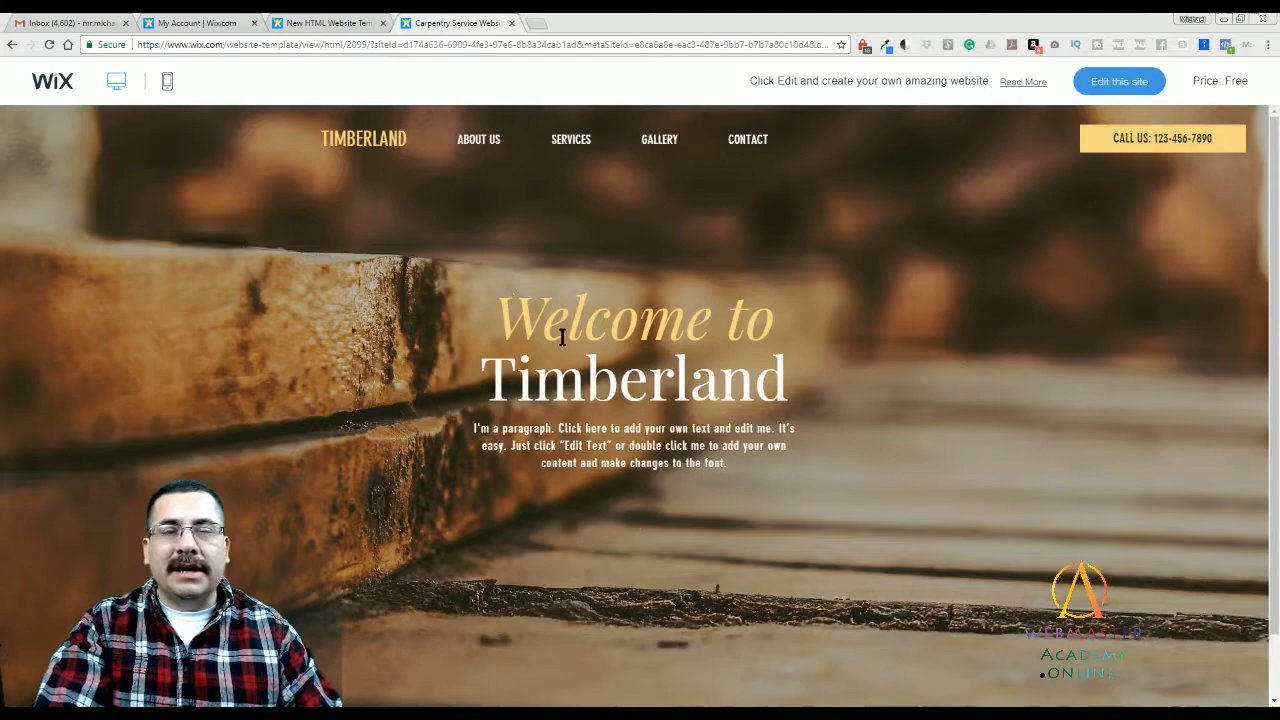 Inbox (4,602) - mr.micha
My Account | Wix.com
New HTML Website Tem
Carpentry Service Websi
Michael
Secure
https://www.wix.com/website-template/view/html/2099/?siteId=d174a636-6909-4fe3-97e6-8b8a34cab1ad&metaSiteId=e8ca6a8e-eac3-487e-9bb7-b7b7a80c10d4&o...
WiX
Click Edit and create your own amazing website
Read More
Edit this site
Price: Free
TIMBERLAND
ABOUT US
SERVICES
GALLERY
CONTACT
CALL US: 123-456-7890
Welcome to
Timberland
I'm a paragraph. Click here to add your own text and edit me. It's
easy. Just click "Edit Text" or double click me to add your own
content and make changes to the font.
WEBMASTER
ACADEMY
.ONLINE